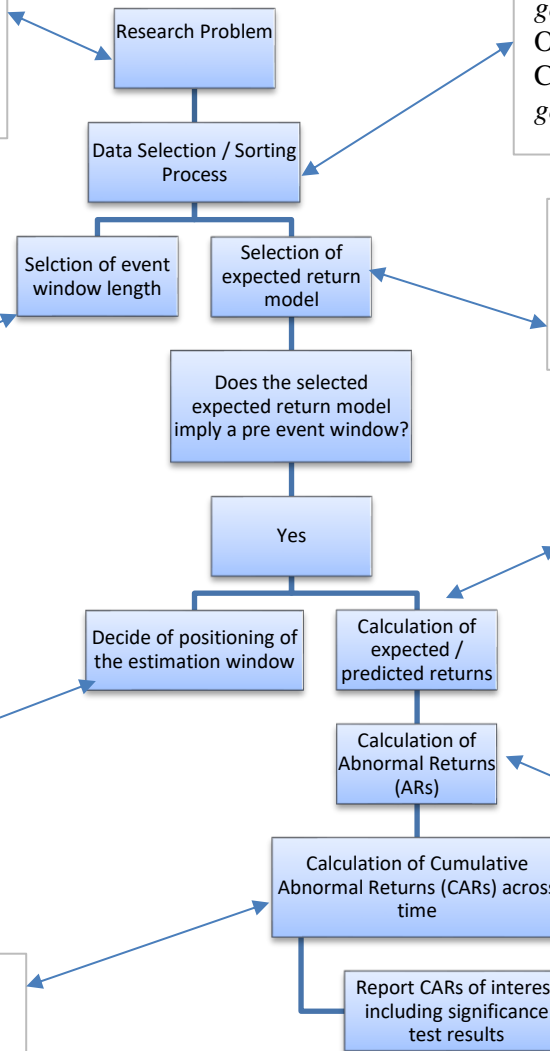 g
O
C
g
Research Problem
Data Selection / Sorting
Process
Selction of event
window length
Selection of
expected return
model
Does the selected
expected return model
imply a pre event window?
Yes
Decide of positioning of
the estimation window
Calculation of
expected /
predicted returns
Calculation of
Abnormal Returns
(ARs)
Calculation of Cumulative
Abnormal Returns (CARs) across
time
Report CARs of interes
including significance
test results